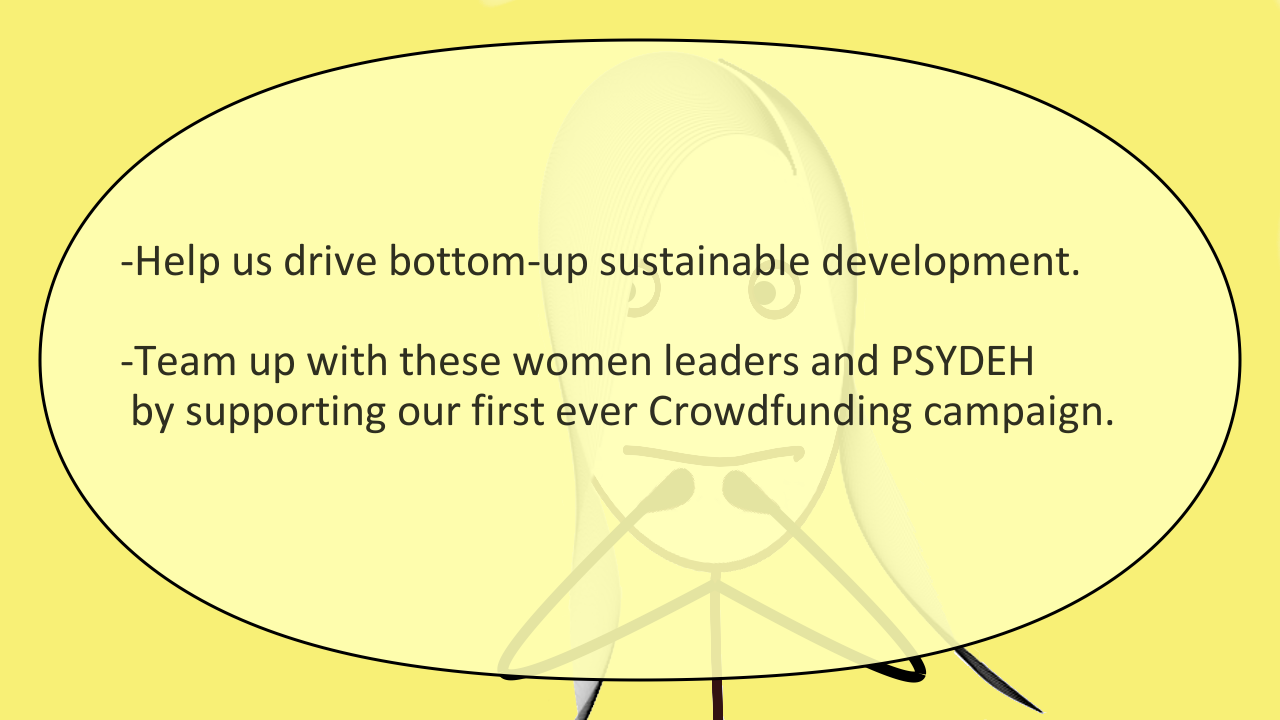 -Help us drive bottom-up sustainable development.
-Team up with these women leaders and PSYDEH
by supporting our first ever Crowdfunding campaign.